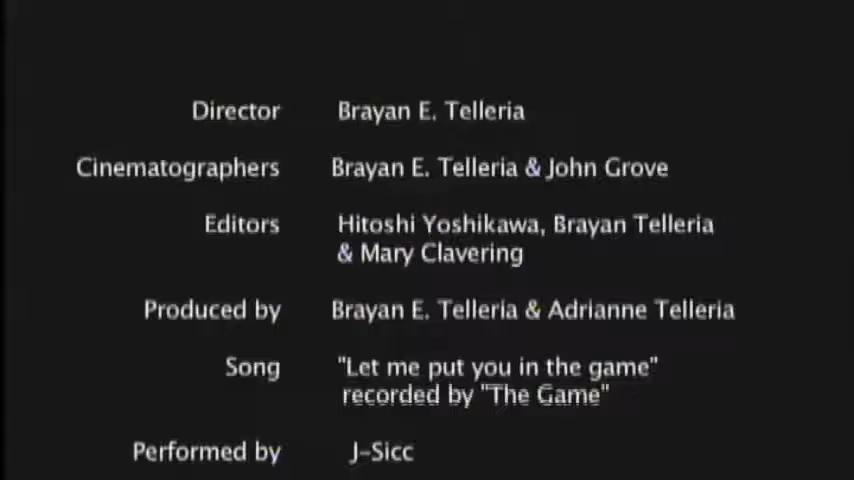 Director Brayan E. Telleria
Cinematographers Brayan E. Telleria & John Grove
Editors Hitoshi Yoshikawa, Brayan Telleria
& Mary Clavering
Produced by Brayan E. Telleria & Adrianne Telleria
Song "Let me put you in the game"
recorded by "The Game"
Performed by J-Sicc